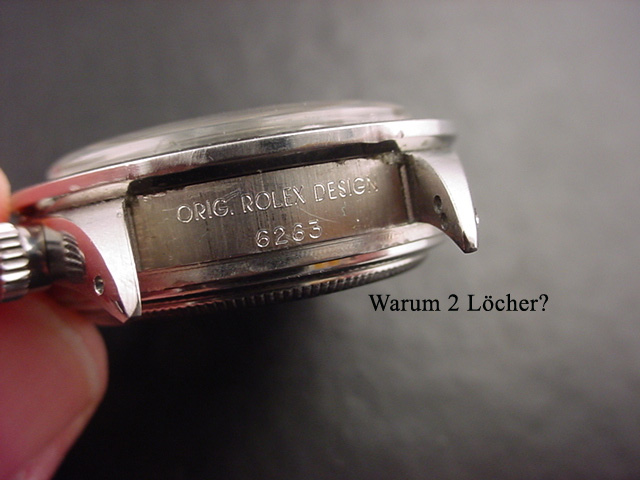 ORIG. ROLEX DESIGN
6263
Warum 2 Löcher?